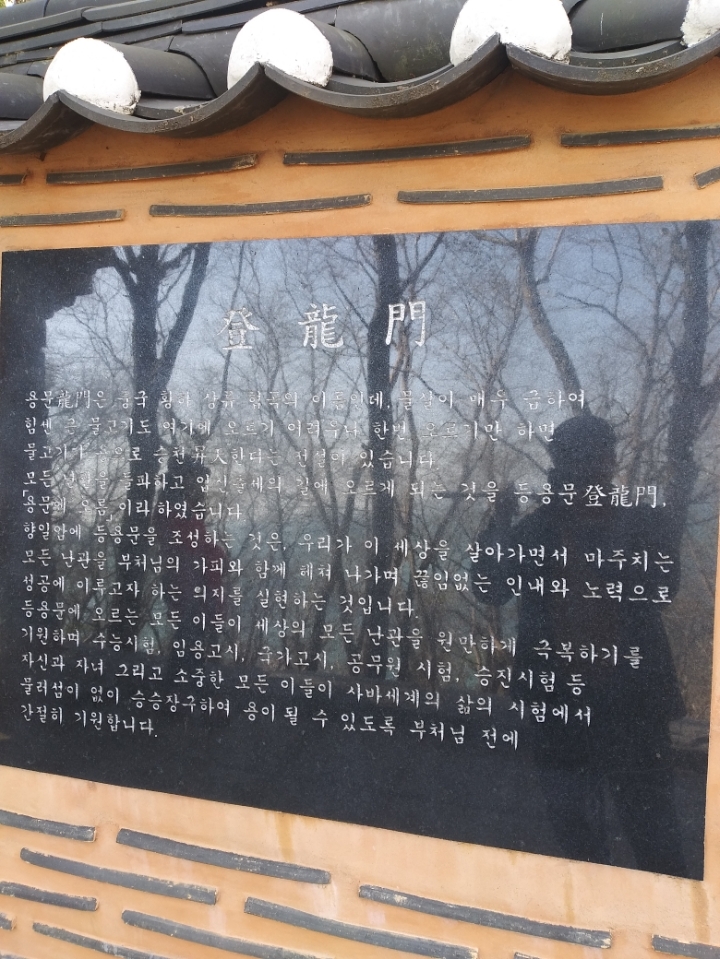 登龍門
용문龍門은 중국 황하 상류 협곡의 이름인데, 물살이 매우 급하여
힘센 큰 물고기도 여기에 오르기 어려우나 한번 오르기만 하면
물고기가 용으로 승천昇天한다는 전설이 있습니다
모든 난관을 돌파하고 입신출세의 길에 오르게 되는 것을 등용문登龍門,
「용문에 오름」이라 하였습니다
향일암에 등용문을 조성하는 것은, 우리가 이 세상을 살아가면서 마주치는
모든 난관을 부처님의 가피와 함께 헤쳐 나가며 끊임없는 인내와 노력으로
성공에 이루고자 하는 의지를 실현하는 것입니다.
등용문에 오르는 모든 이들이 세상의 모든 난관을 원만하게 극복하기를
기원하며 수능시험, 임용고시, 국가고시, 공무원 시험, 승진시험 등
자신과 자녀 그리고 소중한 모든 이들이 사바세계의 삶의 시험에서
물러섬이 없이 승승장구하여 용이 될 수 있도록 부처님 전에
간절히 기원합니다.